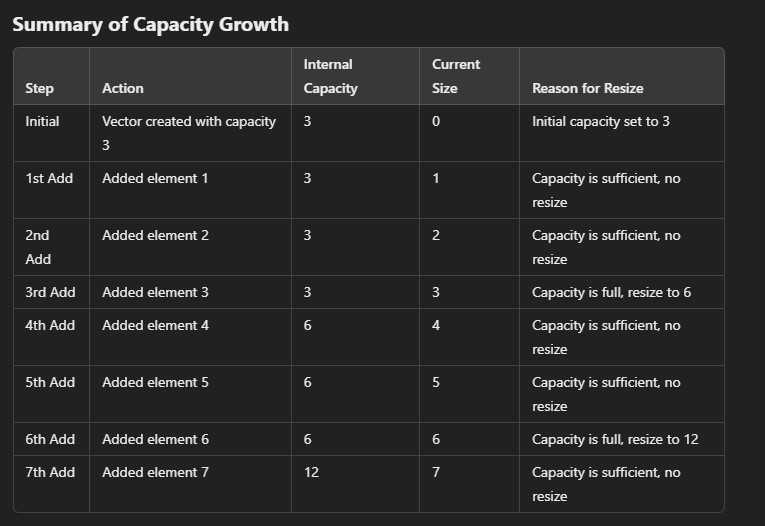 Summary of Capacity Growth
Internal Current
Step Action Capacity Size Reason for Resize
Initial Vector created with capacity 3 0 Initial capacity set to 3
3
1st Add Added element 1 3 1 Capacity is sufficient, no
resize
2nd Added element 2 3 2 Capacity is sufficient, no
Add resize
3rd Add Added element 3 3 3 Capacity is full, resize to 6
4th Add Added element 4 6 4 Capacity is sufficient, no
resize
5th Add Added element 5 6 5 Capacity is sufficient, no
resize
6th Add Added element 6 6 6 Capacity is full, resize to 12
7th Add Added element 7 12 7 Capacity is sufficient, no
resize